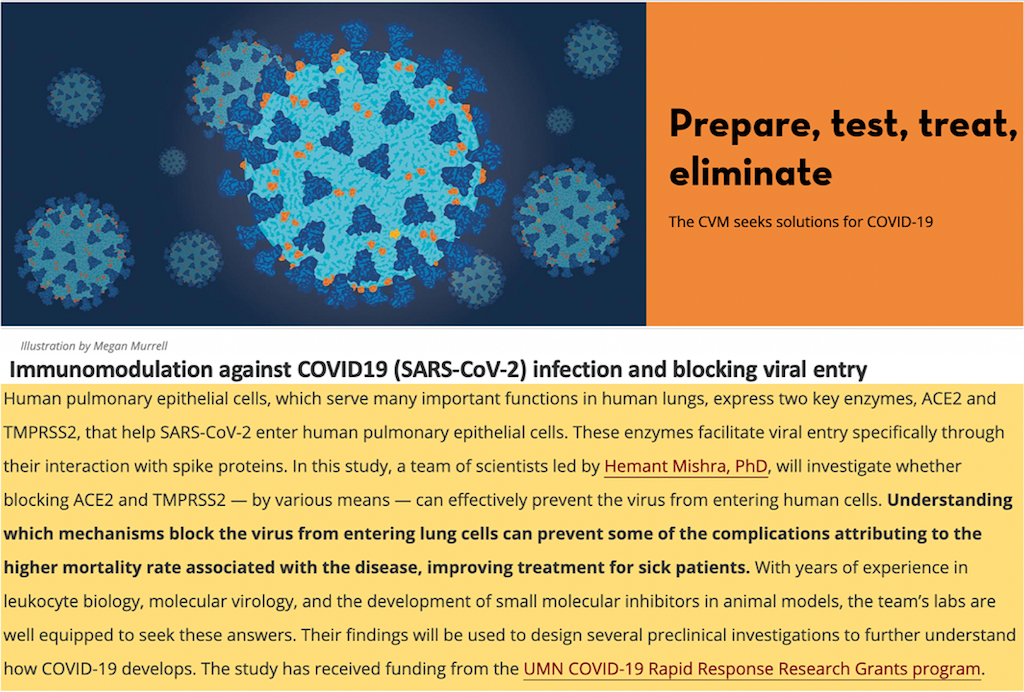 Prepare, test, treat,
eliminate
The CVM seeks solutions for COVID-19
Illustration by Megan Murrell
Immunomodulation against COVID19 (SARS-CoV-2) infection and blocking viral entry
Human pulmonary epithelial cells, which serve many important functions in human lungs, express two key enzymes, ACE2 and
TMPRSS2, that help SARS-CoV-2 enter human pulmonary epithelial cells. These enzymes facilitate viral entry specifically through
their interaction with spike proteins. In this study, a team of scientists led by Hemant Mishra, PhD, will investigate whether
blocking ACE2 and TMPRSS2 — by various means — can effectively prevent the virus from entering human cells. Understanding
which mechanisms block the virus from entering lung cells can prevent some of the complications attributing to the
higher mortality rate associated with the disease, improving treatment for sick patients. With years of experience in
leukocyte biology, molecular virology, and the development of small molecular inhibitors in animal models, the team's labs are
well equipped to seek these answers. Their findings will be used to design several preclinical investigations to further understand
how COVID-19 develops. The study has received funding from the UMN COVID-19 Rapid Response Research Grants program.